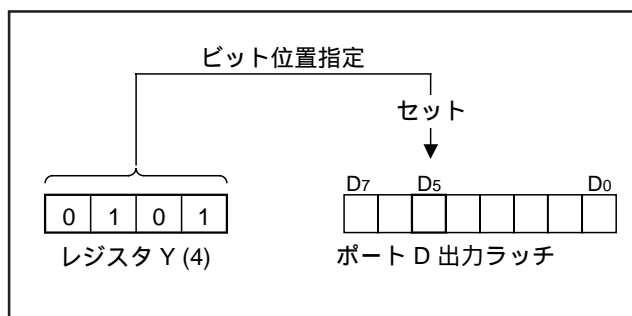 ビット位置指定
セット
D7 D5 D0
0 1 0 1
レジスタ Y (4)
ポート D 出力ラッチ